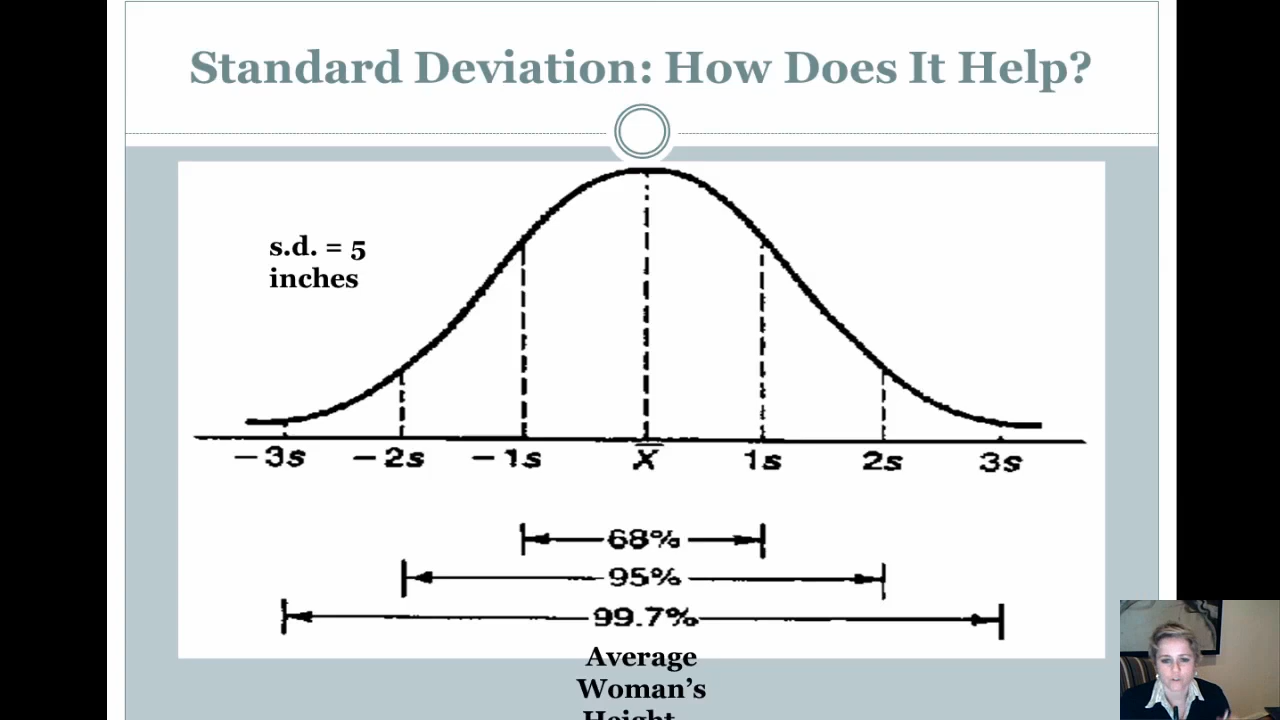 Standard Deviation: How Does It Help?
s.d. = 5
inches
−3s −2s −1s X̅ 1s 2s 3s
68%
95%
99.7%
Average
Woman's
Height